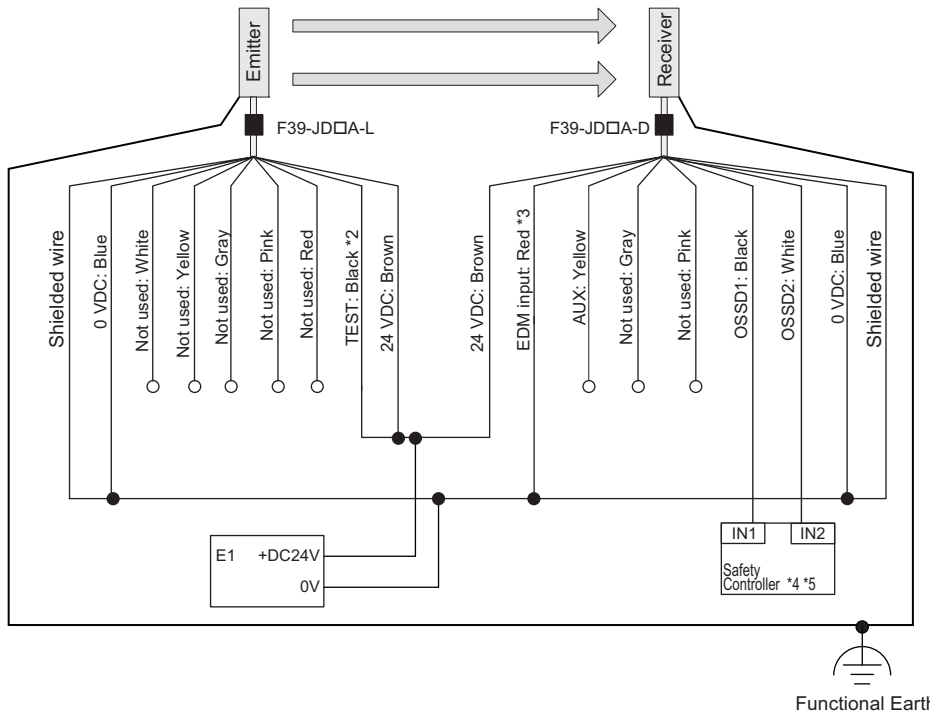 Emitter
Receiver
F39-JD□A-L
F39-JD□A-D
Shielded wire
0 VDC: Blue
Not used: White
Not used: Yellow
Not used: Gray
Not used: Pink
Not used: Red
TEST: Black *2
24 VDC: Brown
24 VDC: Brown
EDM input: Red *3
AUX: Yellow
Not used: Gray
Not used: Pink
OSSD1: Black
OSSD2: White
0 VDC: Blue
Shielded wire
E1 +DC24V
0V
IN1 IN2
Safety
Controller *4 *5
Functional Earth